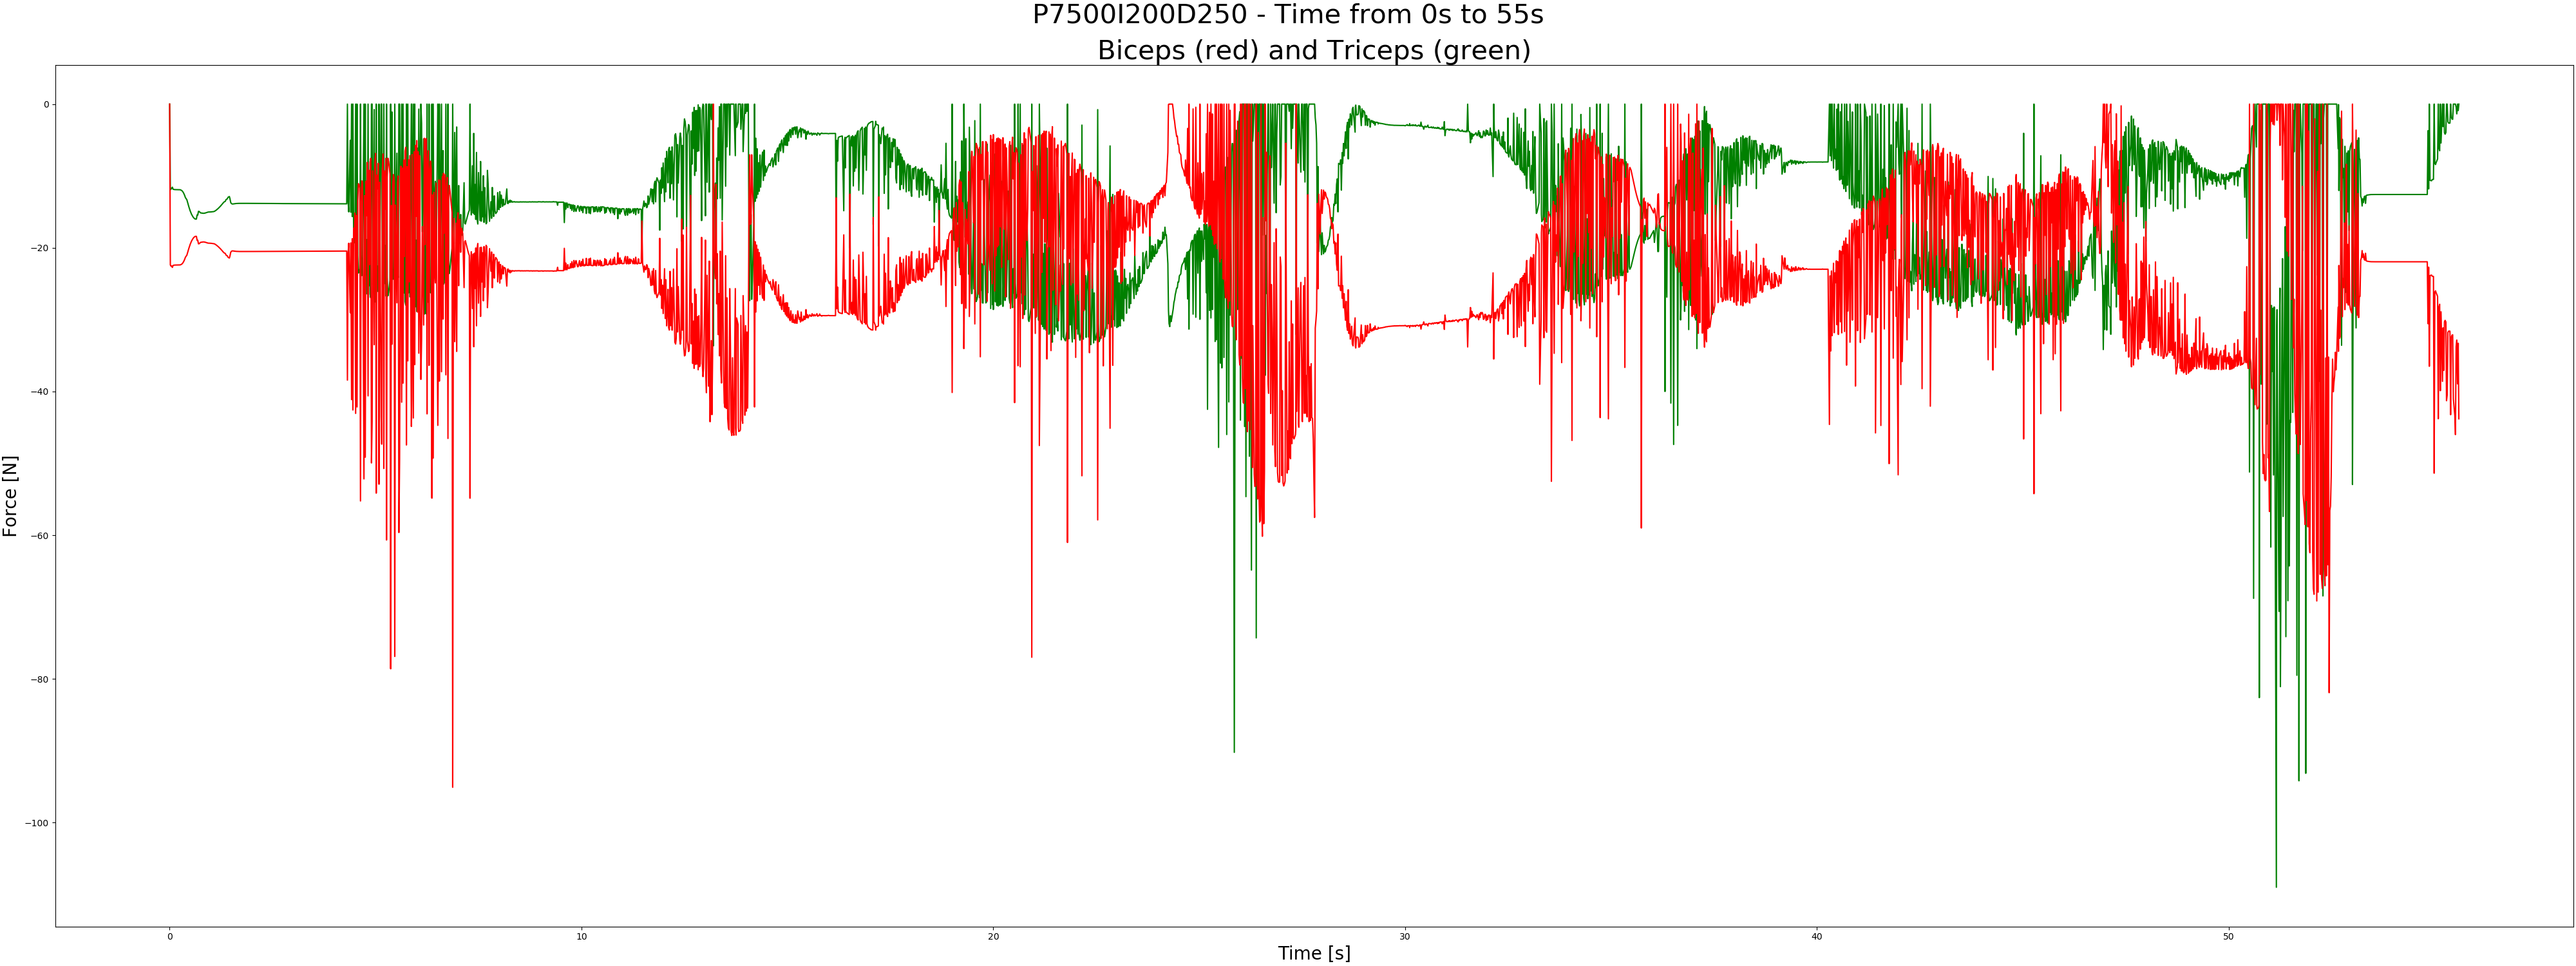 P7500I200D250 - Time from 0s to 55s
Biceps (red) and Triceps (green)
0
−20
−40
−60
−80
−100
Force [N]
0 10 20 30 40 50
Time [s]